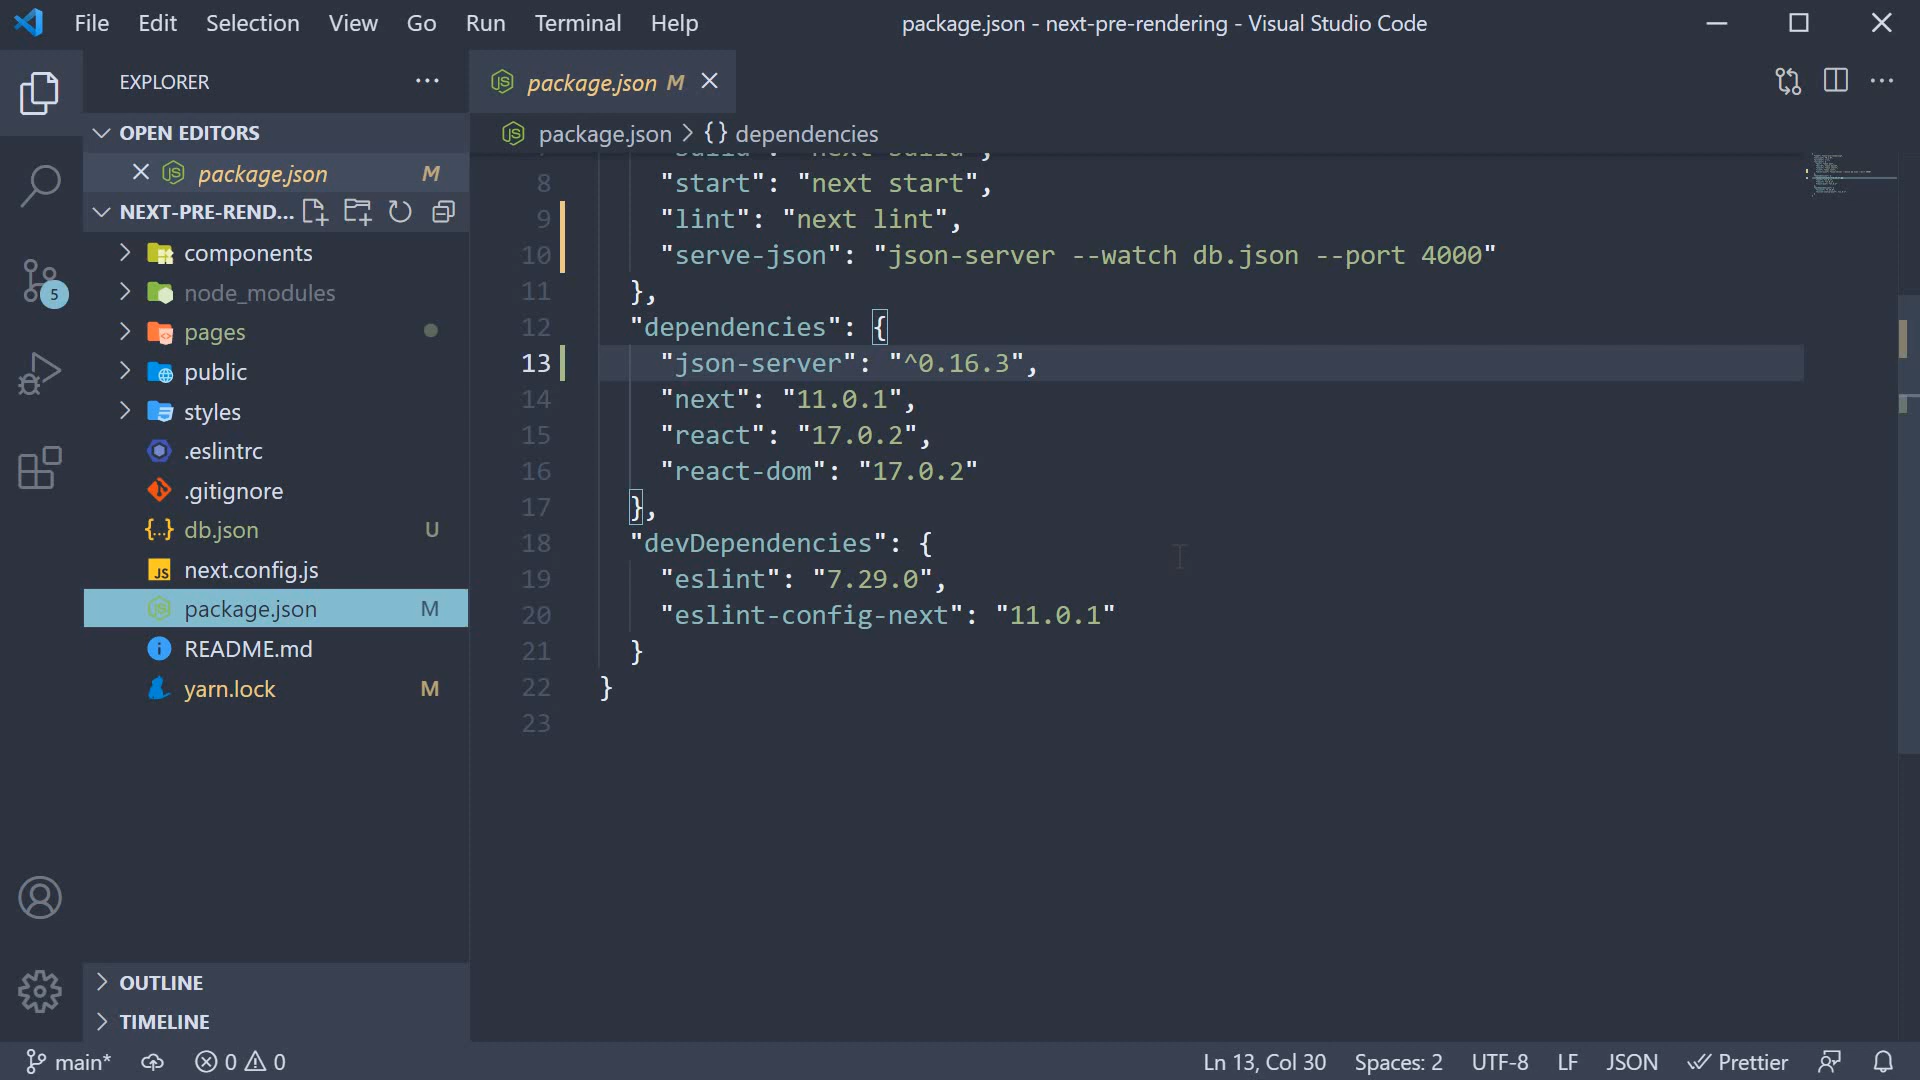 File Edit Selection View Go Run Terminal Help
package.json - next-pre-rendering - Visual Studio Code
EXPLORER
OPEN EDITORS
package.json M
NEXT-PRE-REND...
components
node_modules
pages
public
styles
.eslintrc
.gitignore
db.json U
next.config.js
package.json M
README.md
yarn.lock M
OUTLINE
TIMELINE
5
package.json M
package.json > {} dependencies
8 "start": "next start",
9 "lint": "next lint",
10 "serve-json": "json-server --watch db.json --port 4000"
11 },
12 "dependencies": {
13 "json-server": "^0.16.3",
14 "next": "11.0.1",
15 "react": "17.0.2",
16 "react-dom": "17.0.2"
17 },
18 "devDependencies": {
19 "eslint": "7.29.0",
20 "eslint-config-next": "11.0.1"
21 }
22 }
23
main* 0 0 Ln 13, Col 30 Spaces: 2 UTF-8 LF JSON Prettier